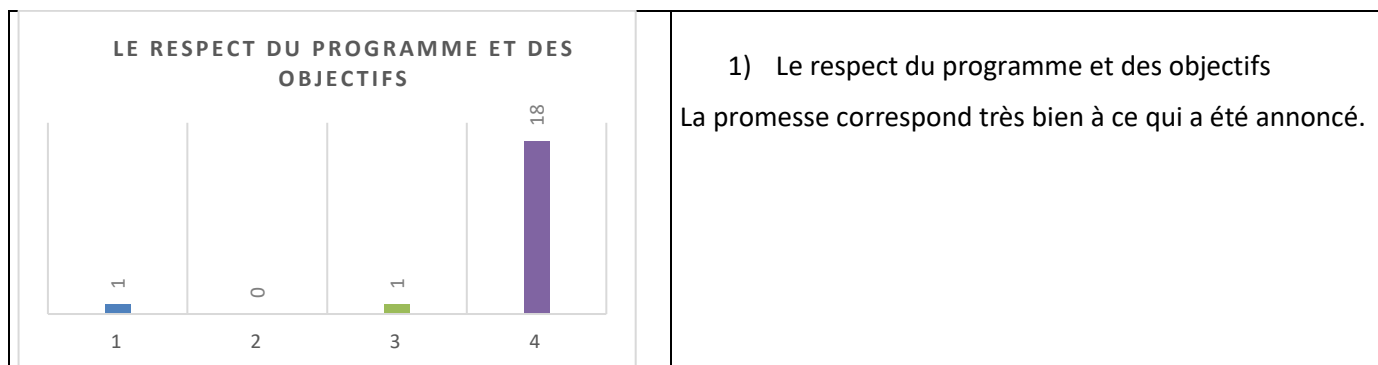 LE RESPECT DU PROGRAMME ET DES
OBJECTIFS
1
0
1
18
1
2
3
4
1) Le respect du programme et des objectifs
La promesse correspond très bien à ce qui a été annoncé.